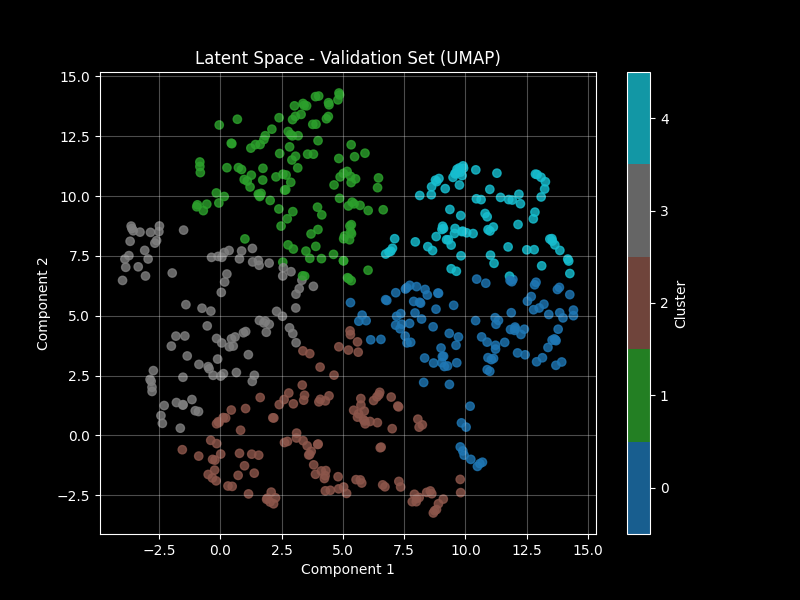 Latent Space - Validation Set (UMAP)
15.0
12.5
10.0
7.5
5.0
2.5
0.0
−2.5
Component 2
−2.5 0.0 2.5 5.0 7.5 10.0 12.5 15.0
Component 1
4
3
2
1
0
Cluster